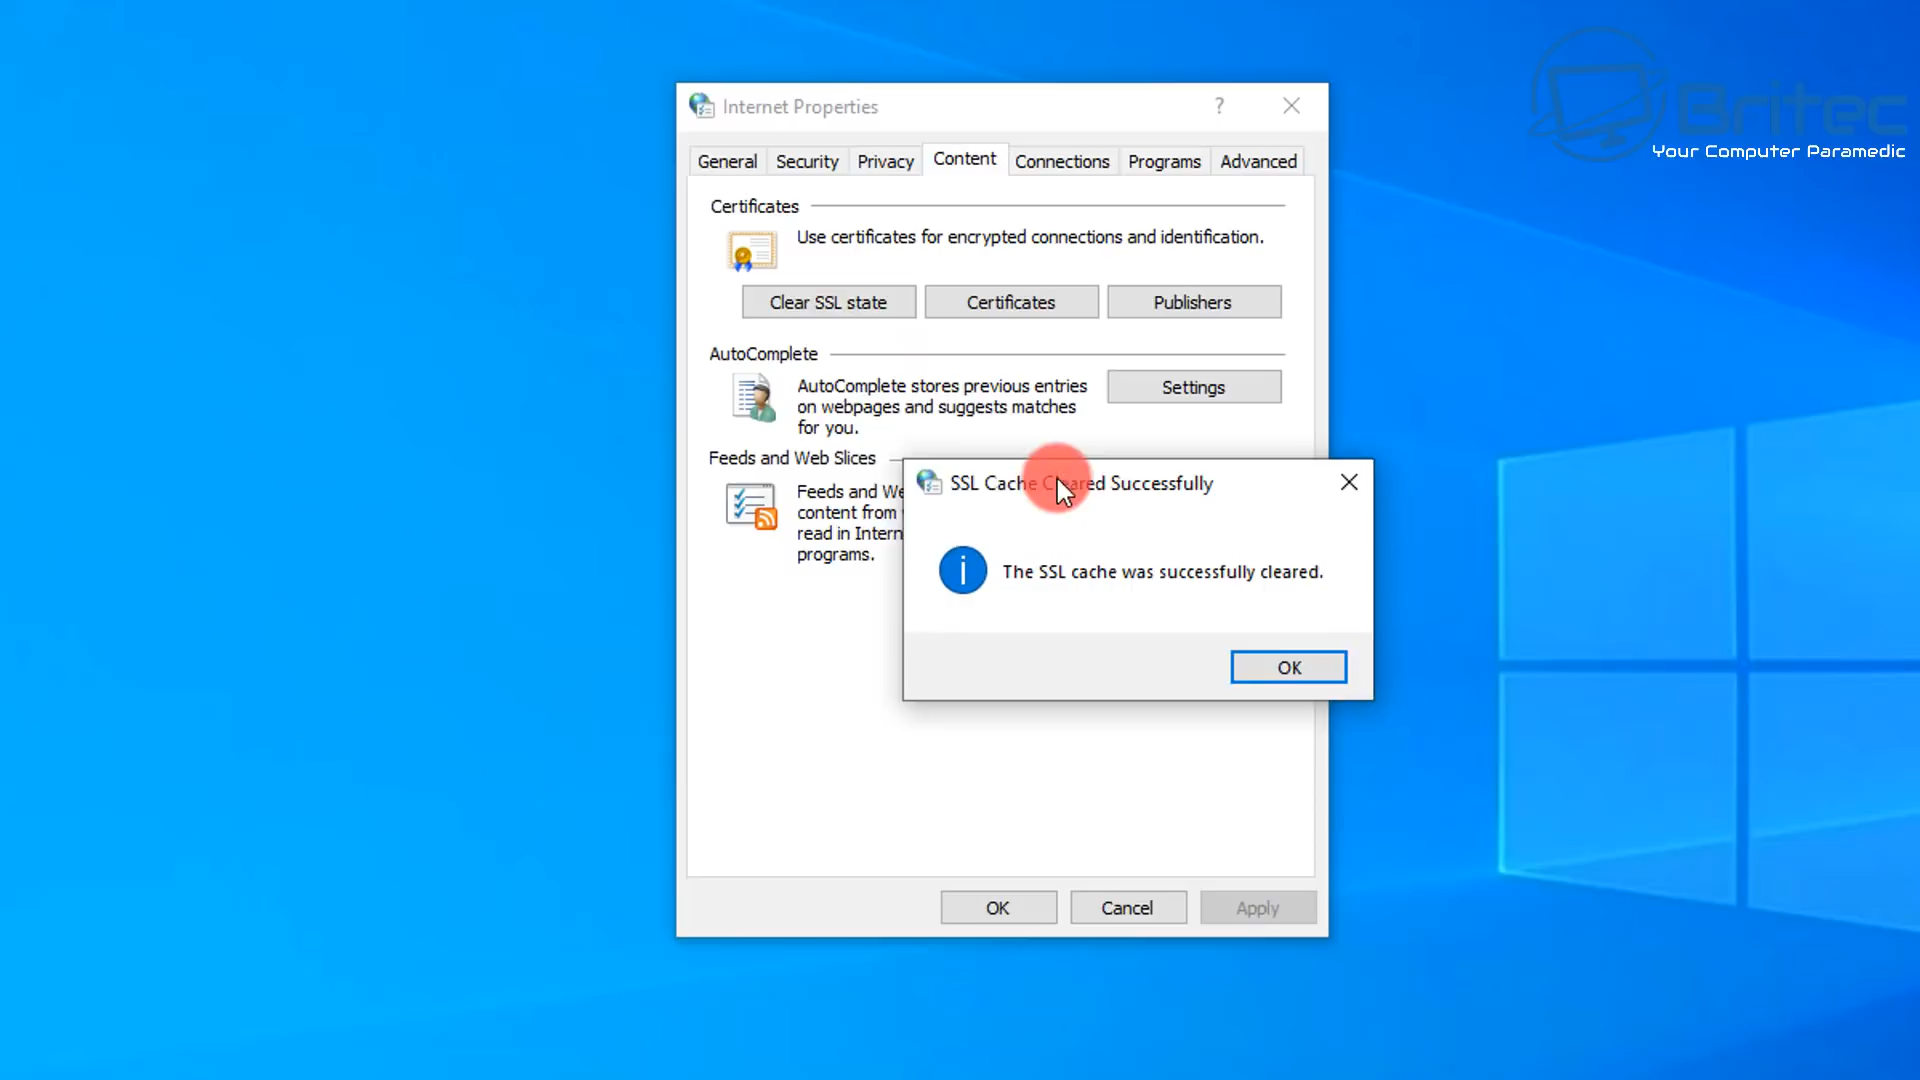 Britec
Your Computer Paramedic
Internet Properties
?
General Security Privacy Content Connections Programs Advanced
Certificates
Use certificates for encrypted connections and identification.
Clear SSL state Certificates Publishers
AutoComplete
AutoComplete stores previous entries
on webpages and suggests matches
for you.
Settings
Feeds and Web Slices
Feeds and We
content from
read in Intern
programs.
SSL Cache Cleared Successfully
i
The SSL cache was successfully cleared.
OK
OK Cancel Apply